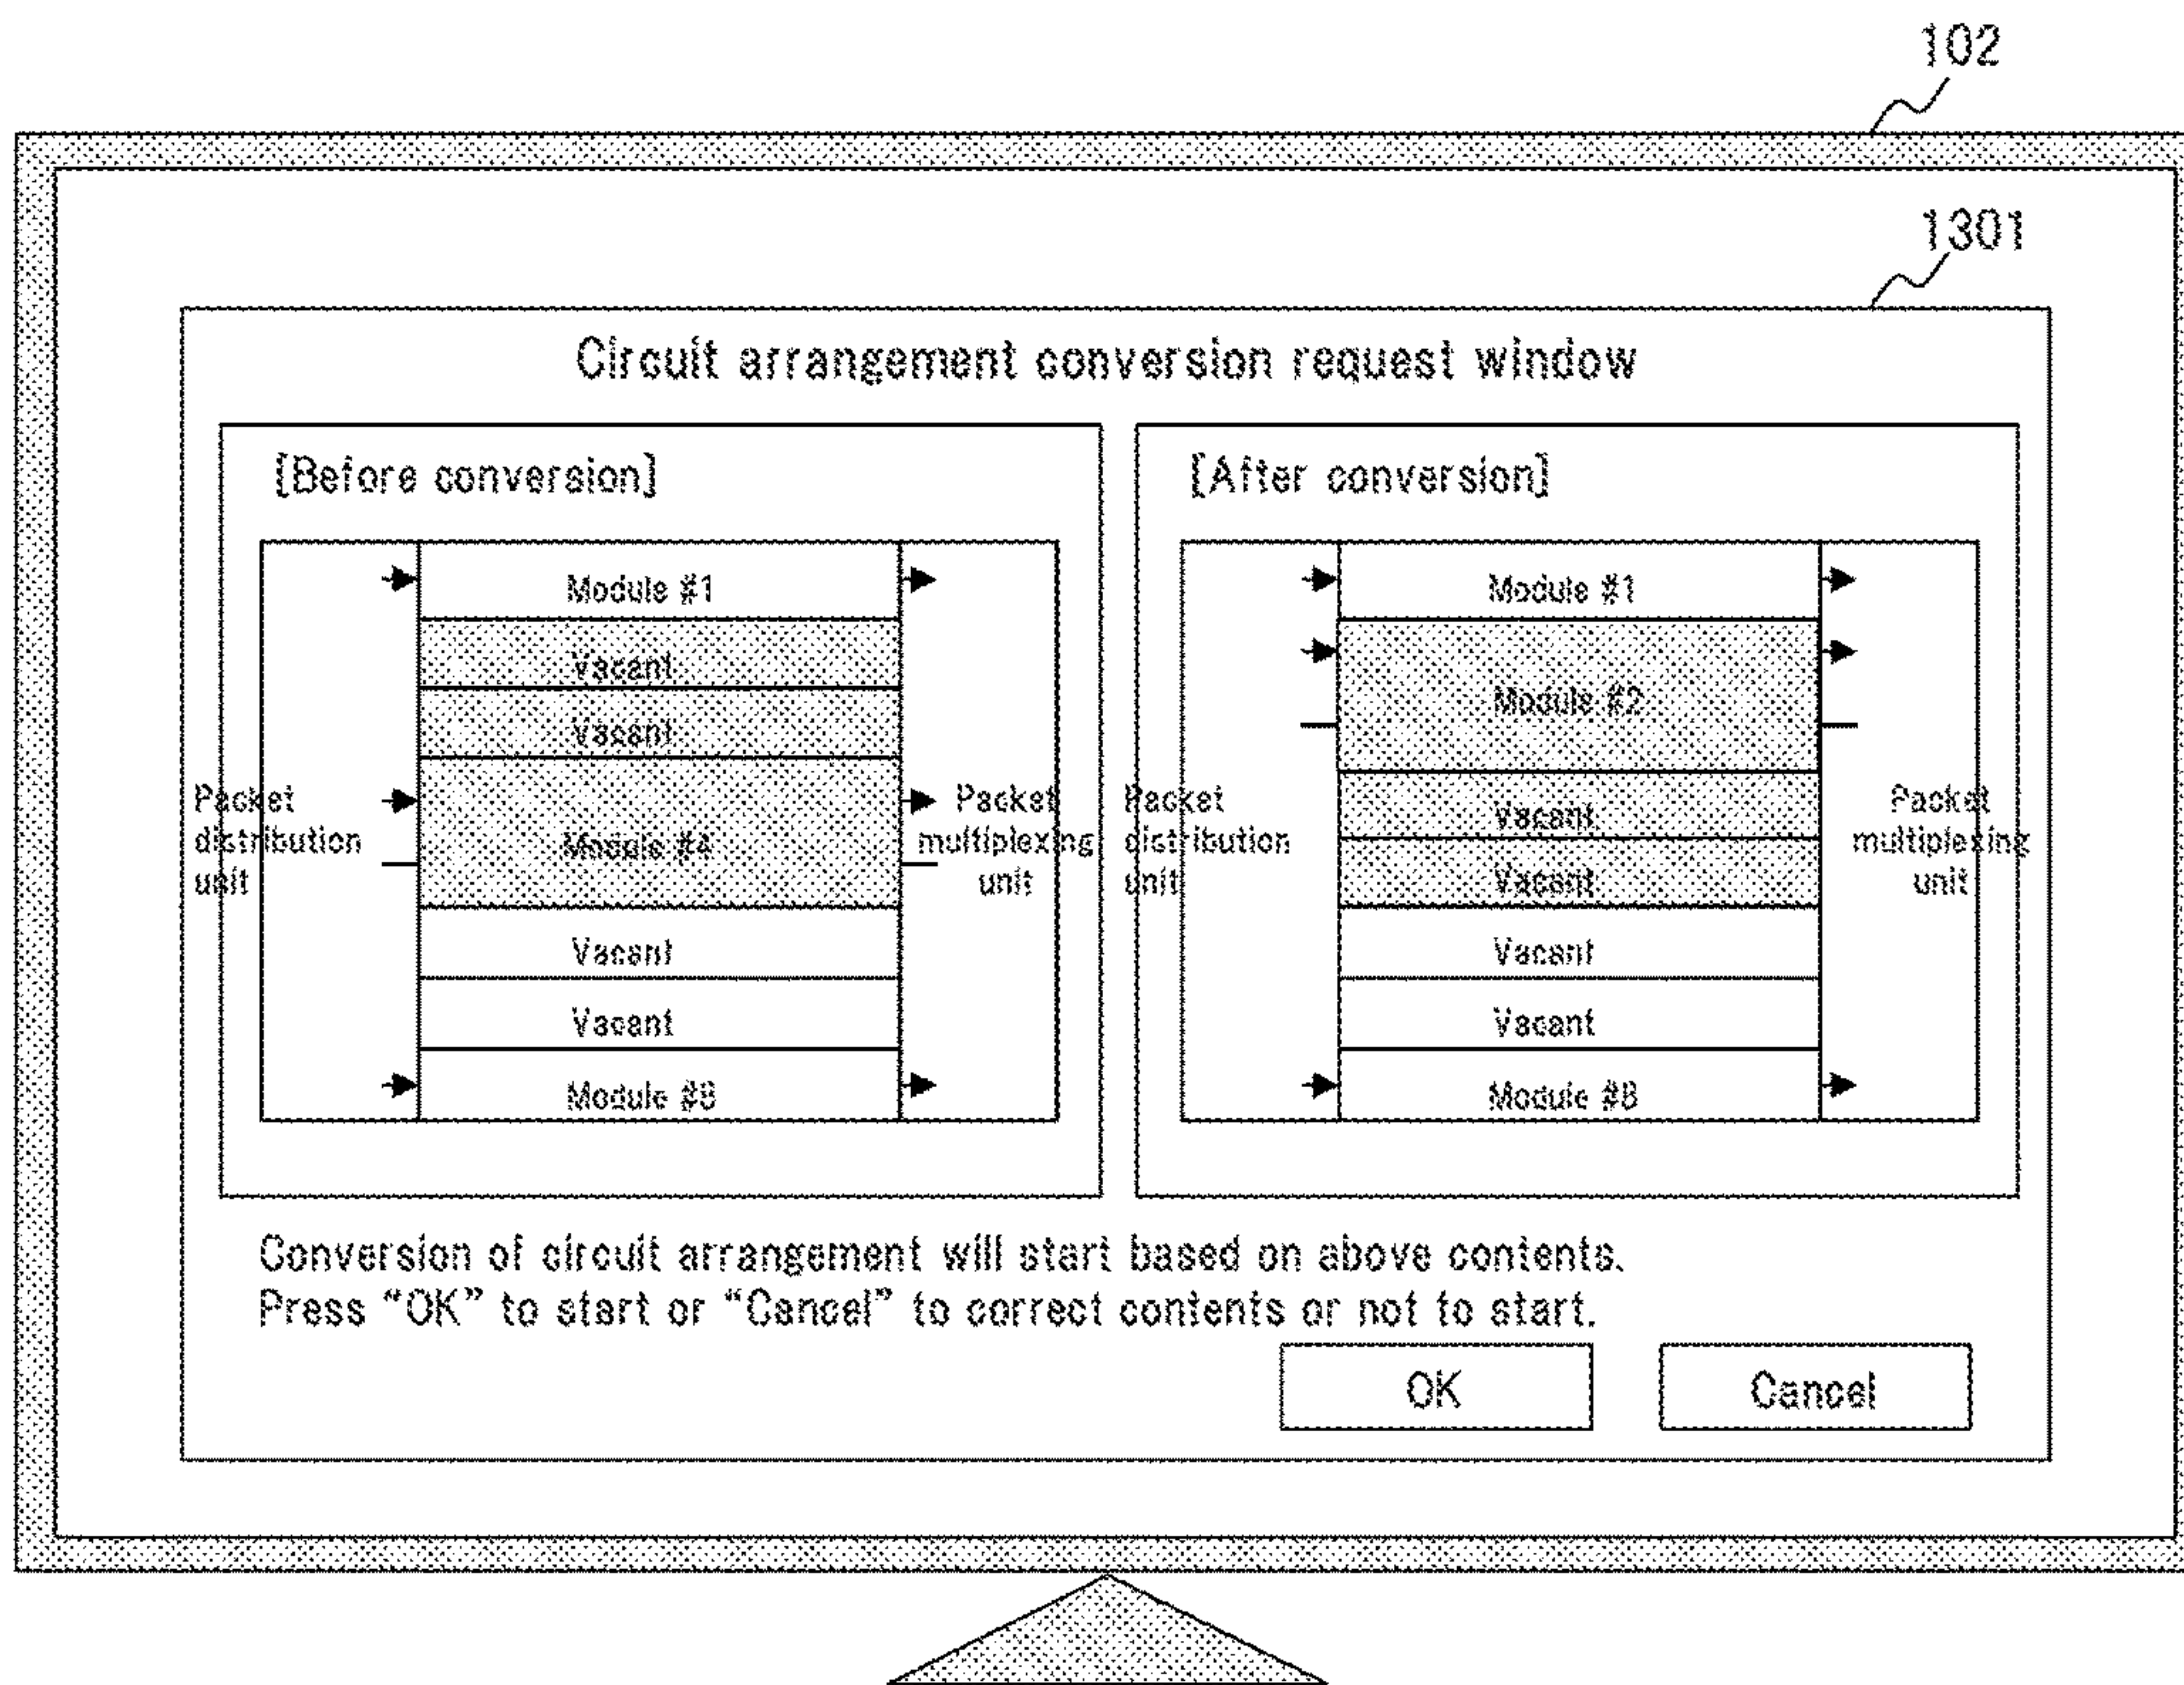 102
1301
Circuit arrangement conversion request window
[Before conversion]
Module #1
Vacant
Vacant
Packet
distribution
unit
Module #4
Packet
multiplexing
unit
Vacant
Vacant
Module #8
[After conversion]
Module #1
Module #2
Packet
distribution
unit
Vacant
Vacant
Packet
multiplexing
unit
Vacant
Vacant
Module #8
Conversion of circuit arrangement will start based on above contents.
Press “OK” to start or “Cancel” to correct contents or not to start.
OK
Cancel